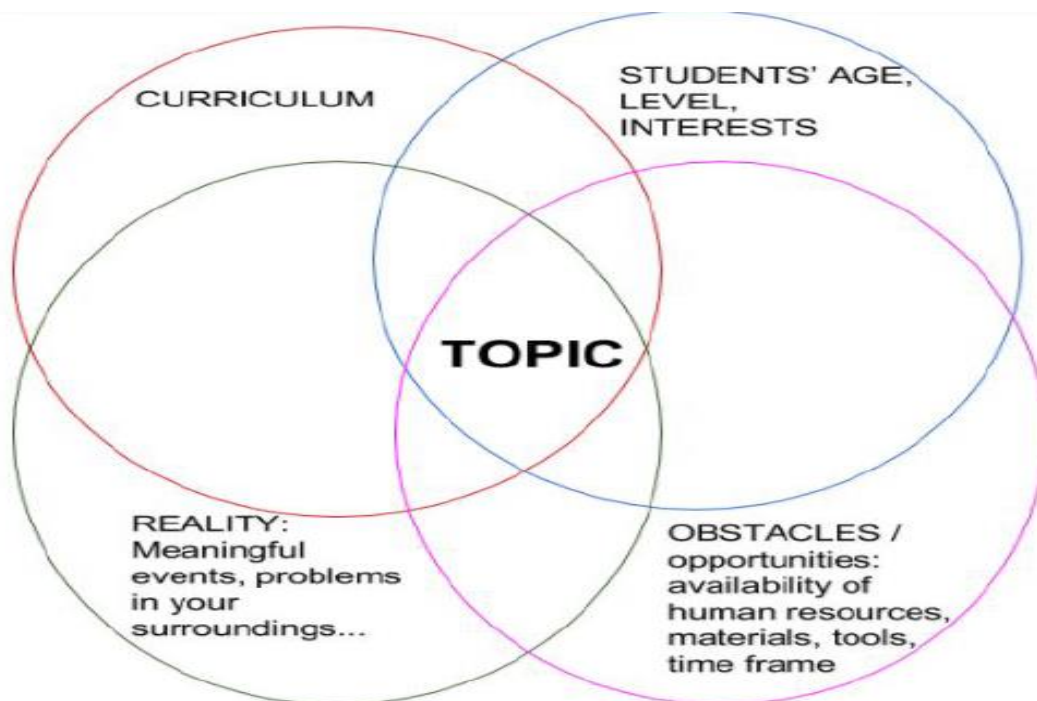 CURRICULUM
STUDENTS' AGE,
LEVEL,
INTERESTS
TOPIC
REALITY:
Meaningful
events, problems
in your
surroundings...
OBSTACLES /
opportunities:
availability of
human resources,
materials, tools,
time frame